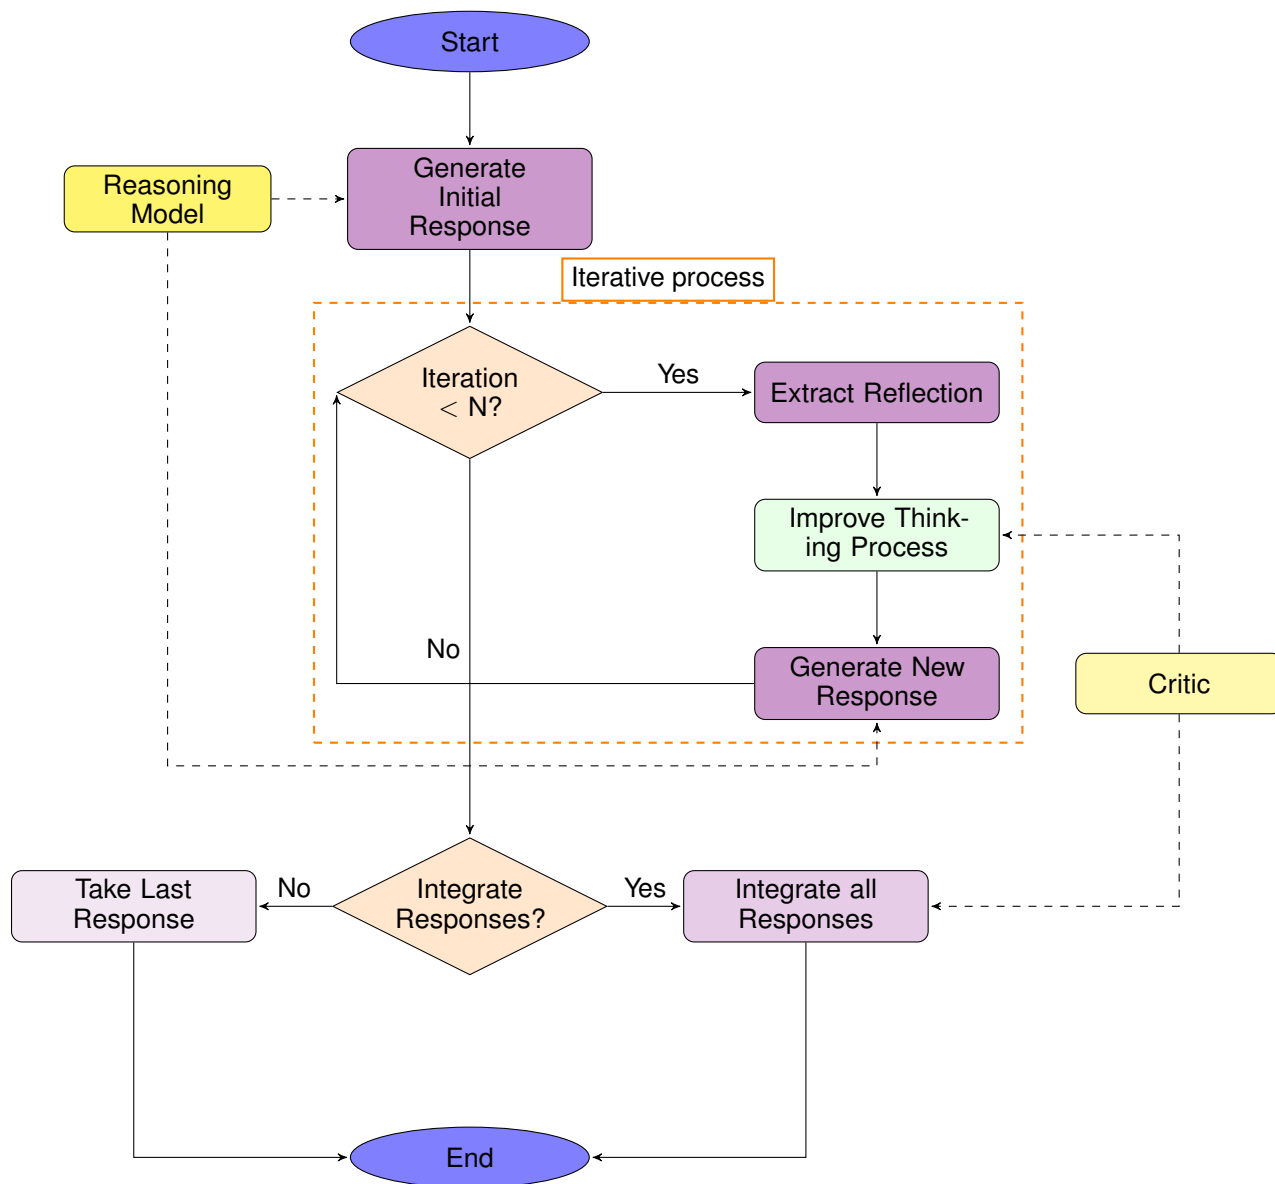 Start
Generate
Initial
Response
Reasoning
Model
Iterative process
Iteration
< N?
Yes
Extract Reflection
Improve Think-
ing Process
No
Generate New
Response
Critic
Take Last
Response
No
Integrate
Responses?
Yes
Integrate all
Responses
End